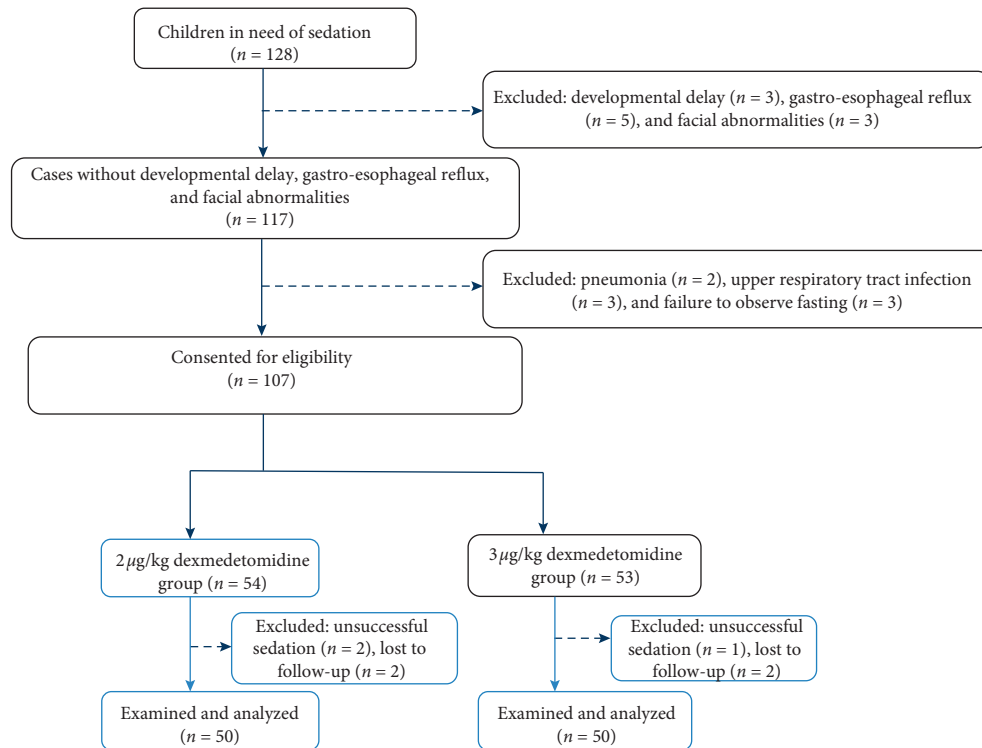 Children in need of sedation
(n = 128)
Excluded: developmental delay (n = 3), gastro-esophageal reflux
(n = 5), and facial abnormalities (n = 3)
Cases without developmental delay, gastro-esophageal reflux,
and facial abnormalities
(n = 117)
Excluded: pneumonia (n = 2), upper respiratory tract infection
(n = 3), and failure to observe fasting (n = 3)
Consented for eligibility
(n = 107)
2 μg/kg dexmedetomidine
group (n = 54)
3 μg/kg dexmedetomidine
group (n = 53)
Excluded: unsuccessful
sedation (n = 2), lost to
follow-up (n = 2)
Excluded: unsuccessful
sedation (n = 1), lost to
follow-up (n = 2)
Examined and analyzed
(n = 50)
Examined and analyzed
(n = 50)